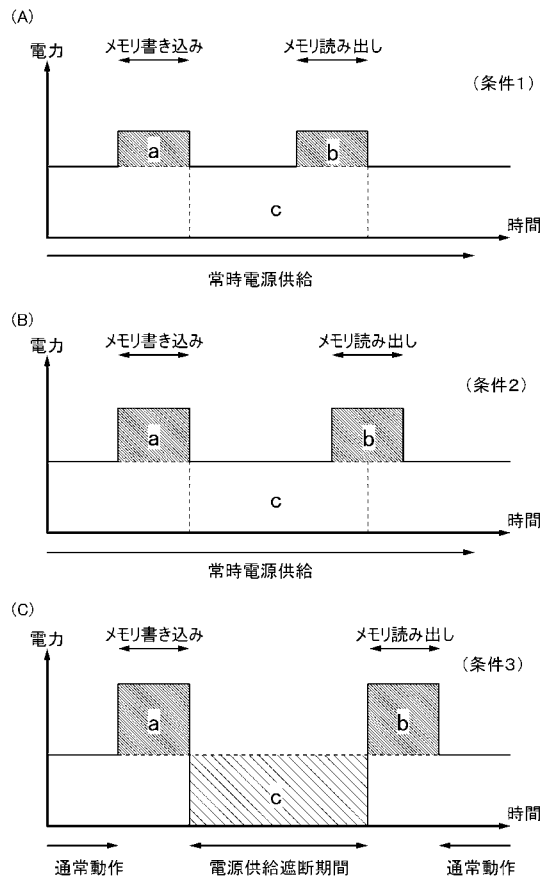 (A)
電力
メモリ書き込み
メモリ読み出し
(条件1)
a
b
c
時間
常時電源供給
(B)
電力
メモリ書き込み
メモリ読み出し
(条件2)
a
b
c
時間
常時電源供給
(C)
電力
メモリ書き込み
メモリ読み出し
(条件3)
a
b
c
時間
通常動作
電源供給遮断期間
通常動作